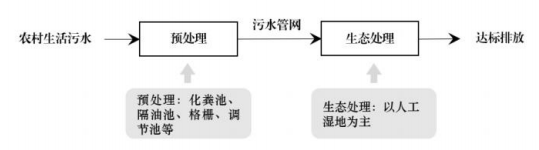 农村生活污水
预处理
污水管网
生态处理
达标排放
预处理：化粪池、
隔油池、格栅、调
节池等
生态处理：以人工
湿地为主